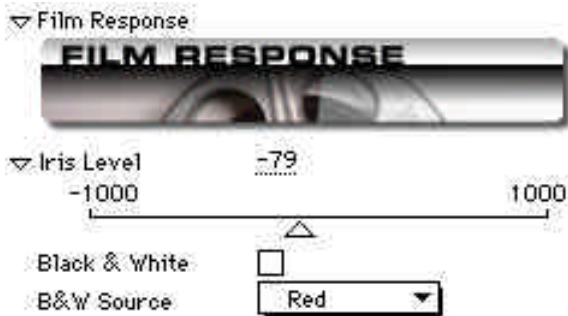 Film Response
FILM RESPONSE
Iris Level -79
-1000 1000
Black & White
B&W Source Red